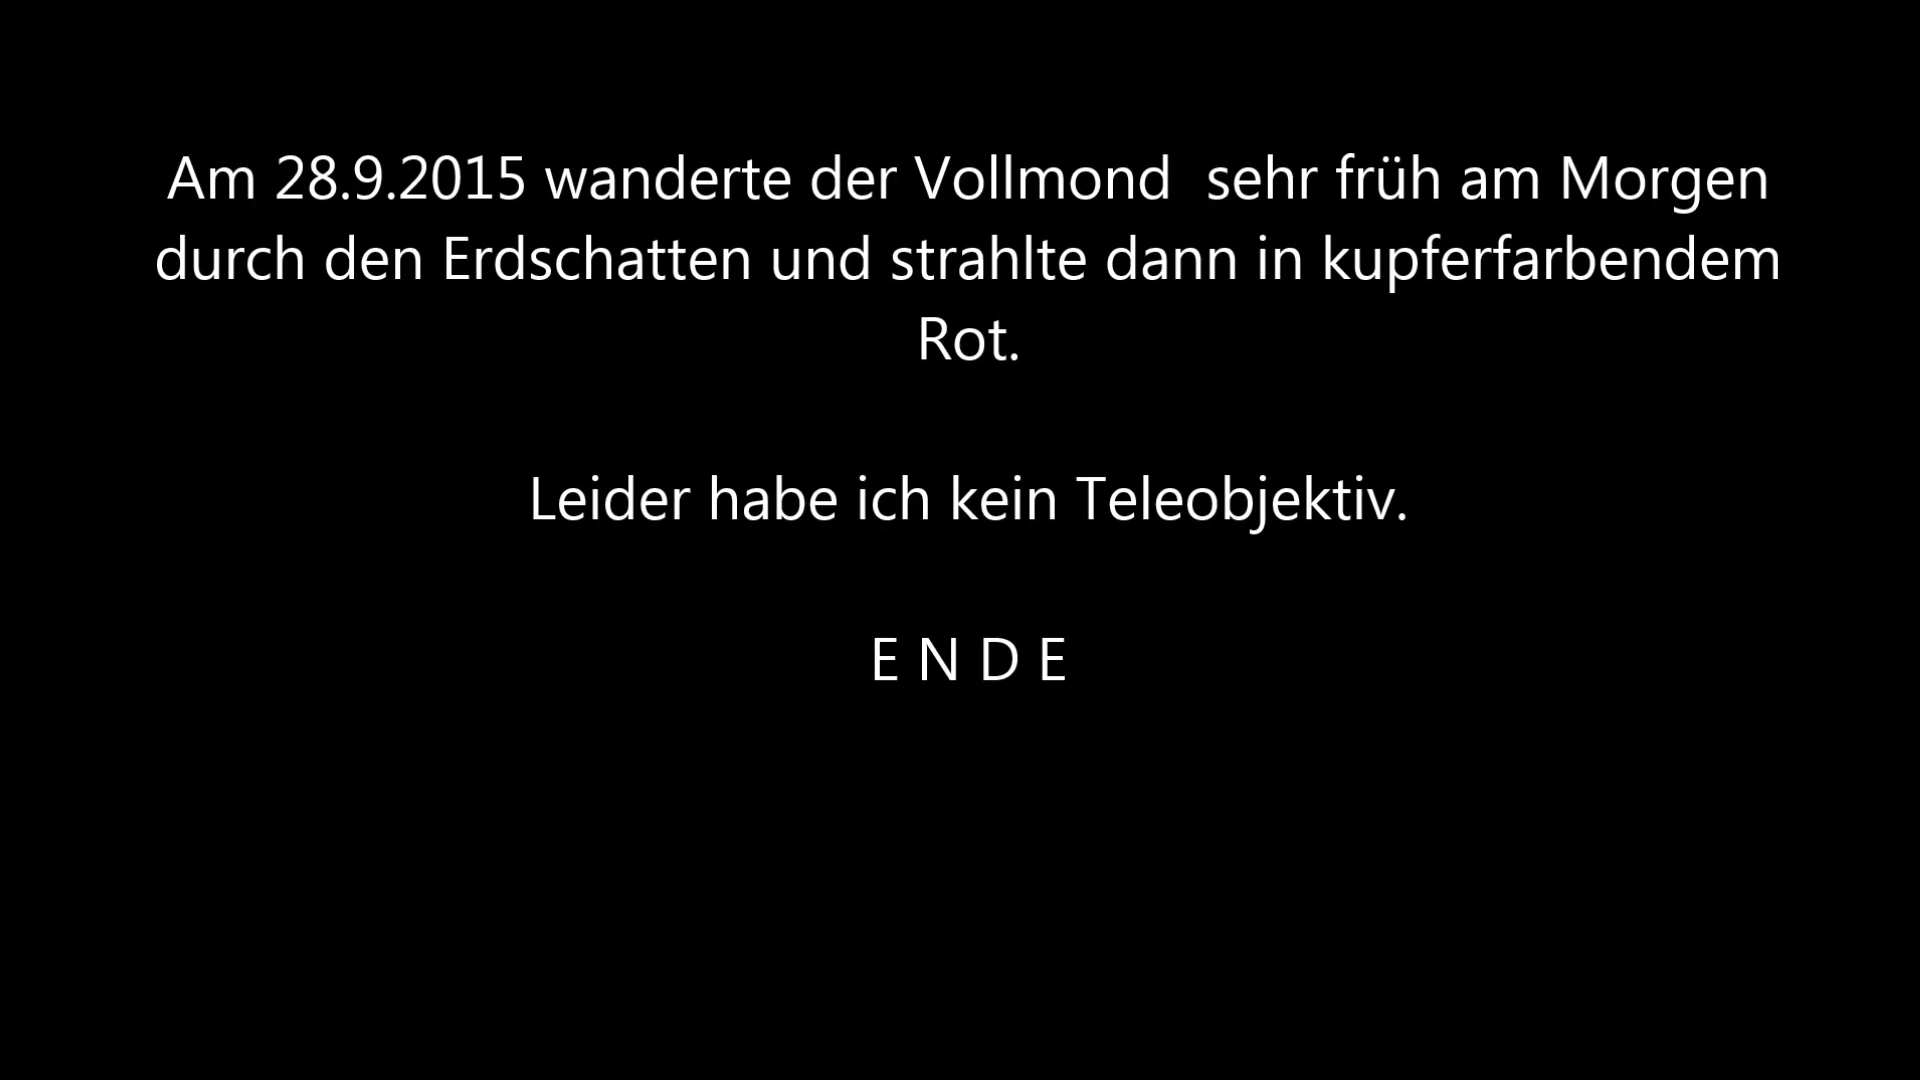 Am 28.9.2015 wanderte der Vollmond  sehr früh am Morgen
durch den Erdschatten und strahlte dann in kupferfarbendem
Rot.
Leider habe ich kein Teleobjektiv.
E N D E